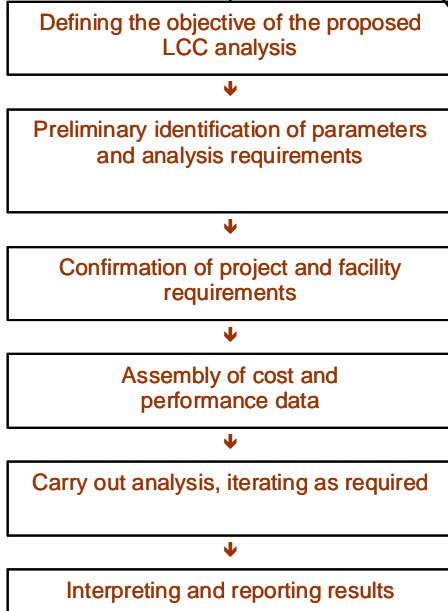 Defining the objective of the proposed
LCC analysis
Preliminary identification of parameters
and analysis requirements
Confirmation of project and facility
requirements
Assembly of cost and
performance data
Carry out analysis, iterating as required
Interpreting and reporting results